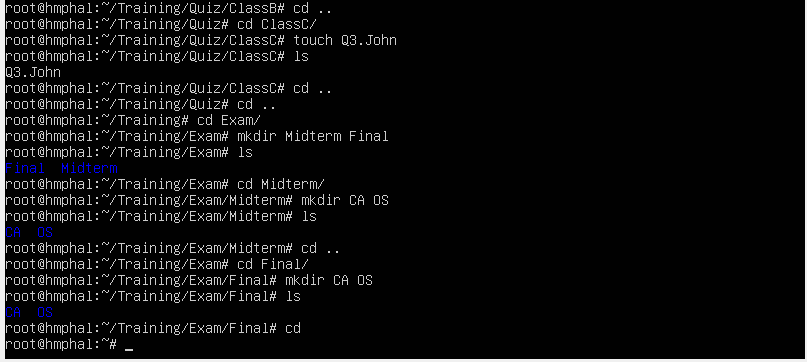 root@hmphal:~/Training/Quiz/ClassB# cd ..
root@hmphal:~/Training/Quiz# cd ClassC/
root@hmphal:~/Training/Quiz/ClassC# touch Q3.John
root@hmphal:~/Training/Quiz/ClassC# ls
Q3.John
root@hmphal:~/Training/Quiz/ClassC# cd ..
root@hmphal:~/Training/Quiz# cd ..
root@hmphal:~/Training# cd Exam/
root@hmphal:~/Training/Exam# mkdir Midterm Final
root@hmphal:~/Training/Exam# ls
Final  Midterm
root@hmphal:~/Training/Exam# cd Midterm/
root@hmphal:~/Training/Exam/Midterm# mkdir CA OS
root@hmphal:~/Training/Exam/Midterm# ls
CA  OS
root@hmphal:~/Training/Exam/Midterm# cd ..
root@hmphal:~/Training/Exam# cd Final/
root@hmphal:~/Training/Exam/Final# mkdir CA OS
root@hmphal:~/Training/Exam/Final# ls
CA  OS
root@hmphal:~/Training/Exam/Final# cd
root@hmphal:~# _